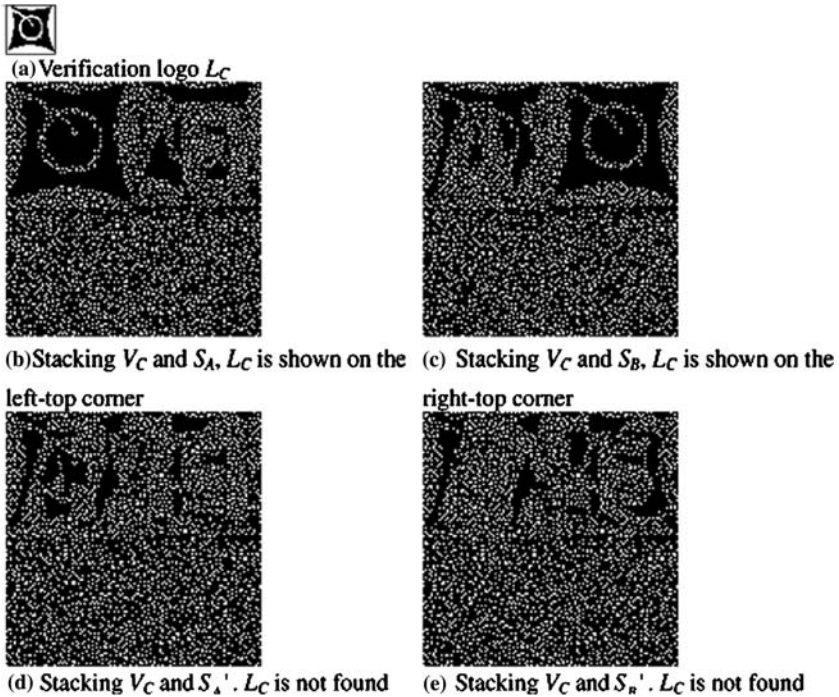 (a) Verification logo L_C
(b) Stacking V_C and S_A, L_C is shown on the
left-top corner
(c) Stacking V_C and S_B, L_C is shown on the
right-top corner
(d) Stacking V_C and S_A'. L_C is not found
(e) Stacking V_C and S_B'. L_C is not found